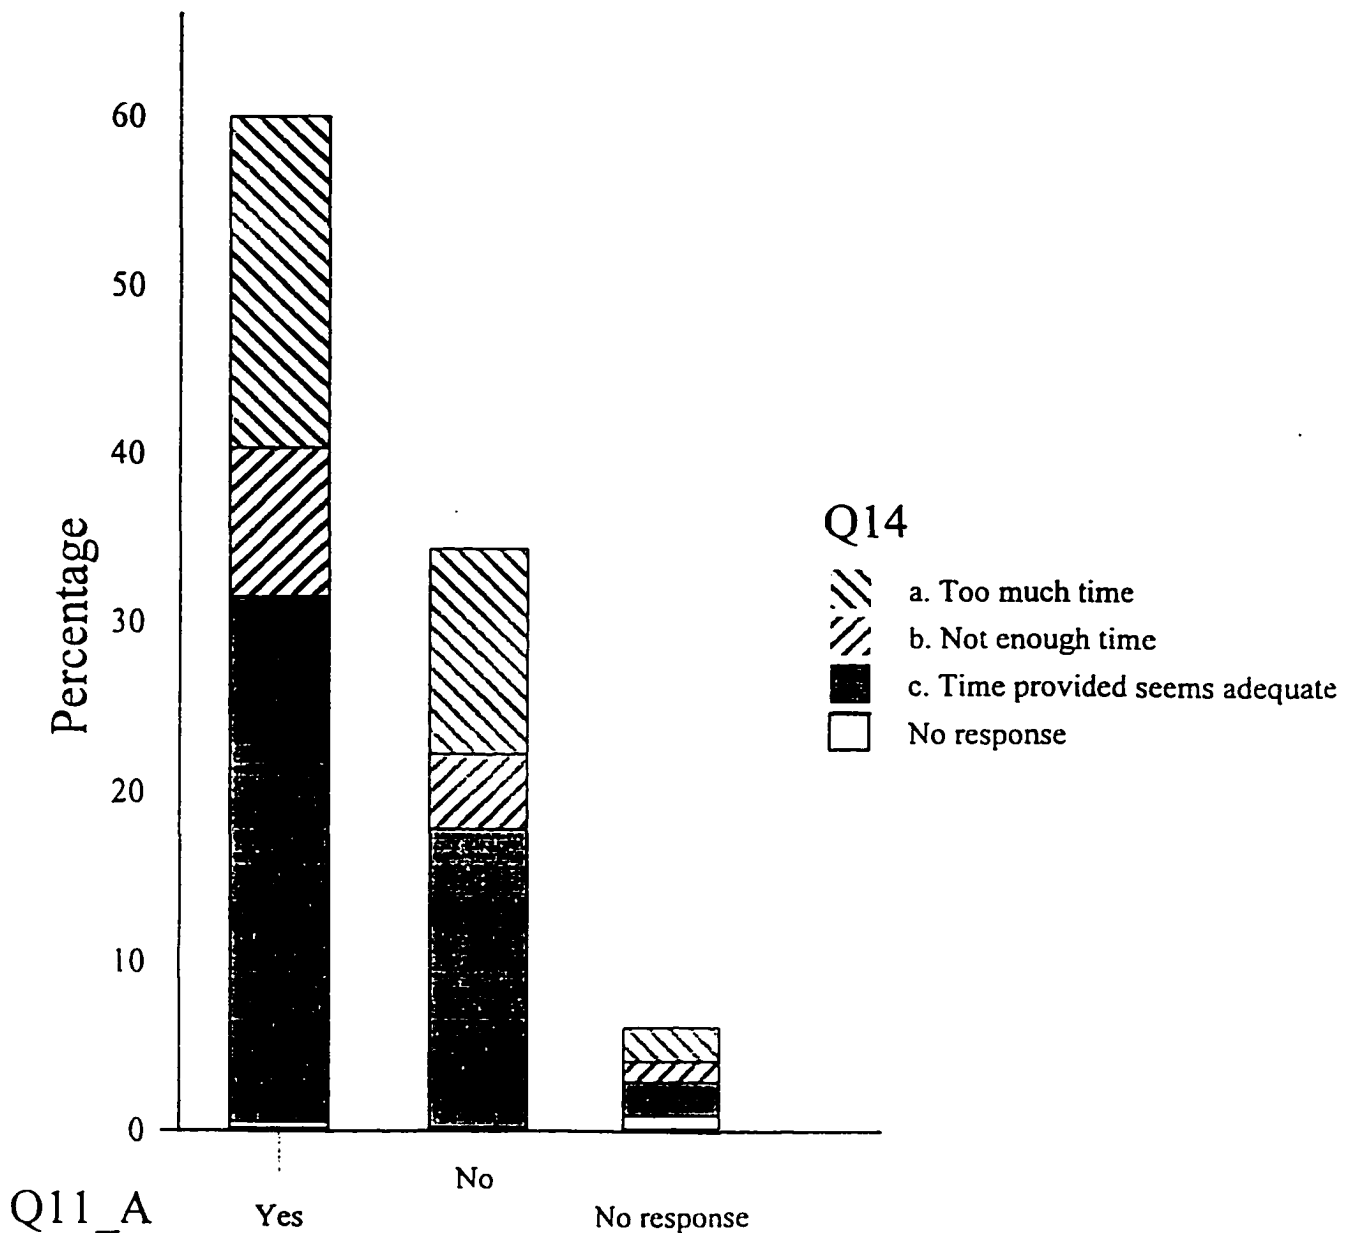 60
50
40
30
20
10
0
Percentage
Q14
a. Too much time
b. Not enough time
c. Time provided seems adequate
No response
No
Q11_A
Yes
No response